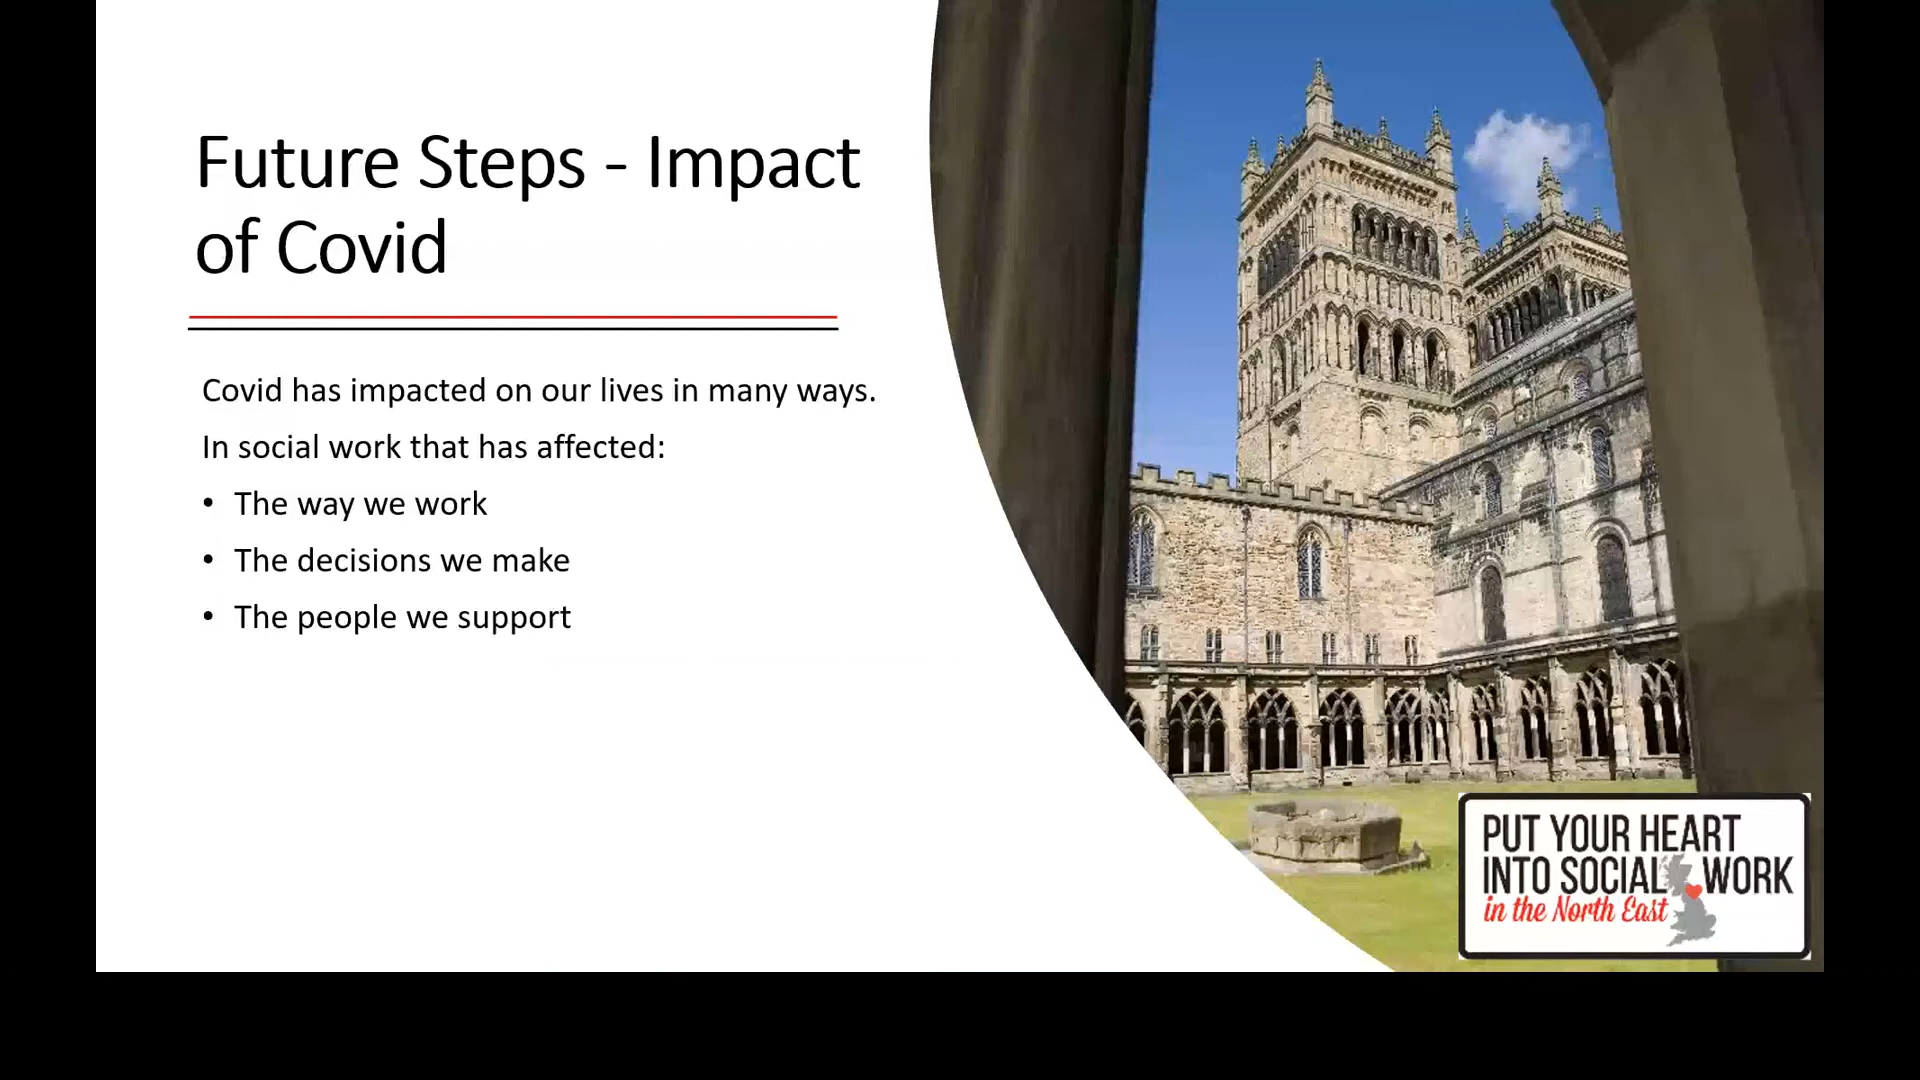 Future Steps - Impact
of Covid
Covid has impacted on our lives in many ways.
In social work that has affected:
• The way we work
• The decisions we make
• The people we support
PUT YOUR HEART
INTO SOCIAL WORK
in the North East